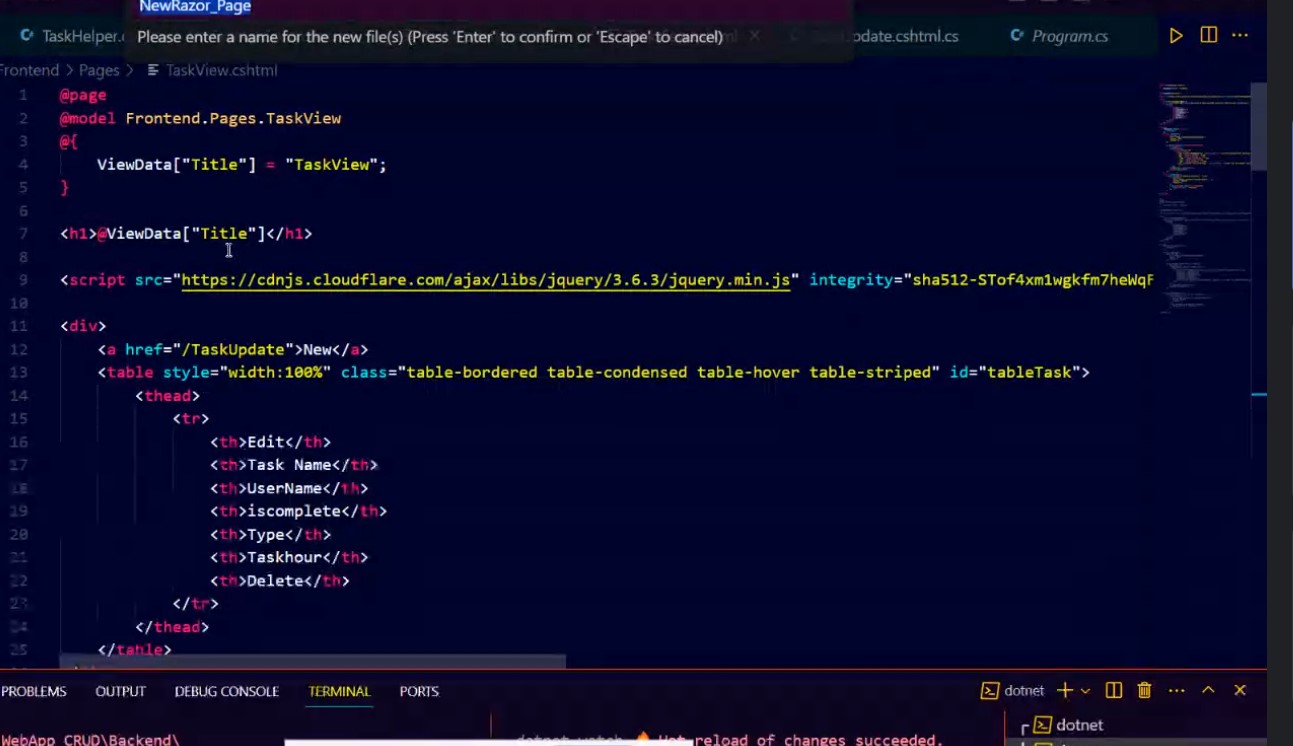 NewRazor_Page
Please enter a name for the new file(s) (Press 'Enter' to confirm or 'Escape' to cancel)
TaskHelper.
pdate.cshtml.cs
Program.cs
Frontend > Pages > TaskView.cshtml
1 @page
2 @model Frontend.Pages.TaskView
3 @{
4 ViewData["Title"] = "TaskView";
5 }
6
7 <h1>@ViewData["Title"]</h1>
8
9 <script src="https://cdnjs.cloudflare.com/ajax/libs/jquery/3.6.3/jquery.min.js" integrity="sha512-STof4xm1wgkfm7heWqF
10
11 <div>
12 <a href="/TaskUpdate">New</a>
13 <table style="width:100%" class="table-bordered table-condensed table-hover table-striped" id="tableTask">
14 <thead>
15 <tr>
16 <th>Edit</th>
17 <th>Task Name</th>
18 <th>UserName</th>
19 <th>iscomplete</th>
20 <th>Type</th>
21 <th>Taskhour</th>
22 <th>Delete</th>
23 </tr>
24 </thead>
25 </table>
PROBLEMS OUTPUT DEBUG CONSOLE TERMINAL PORTS
dotnet
dotnet
WebApp CRUD\Backend\
dotnet watch 🔥 Hot reload of changes succeeded.